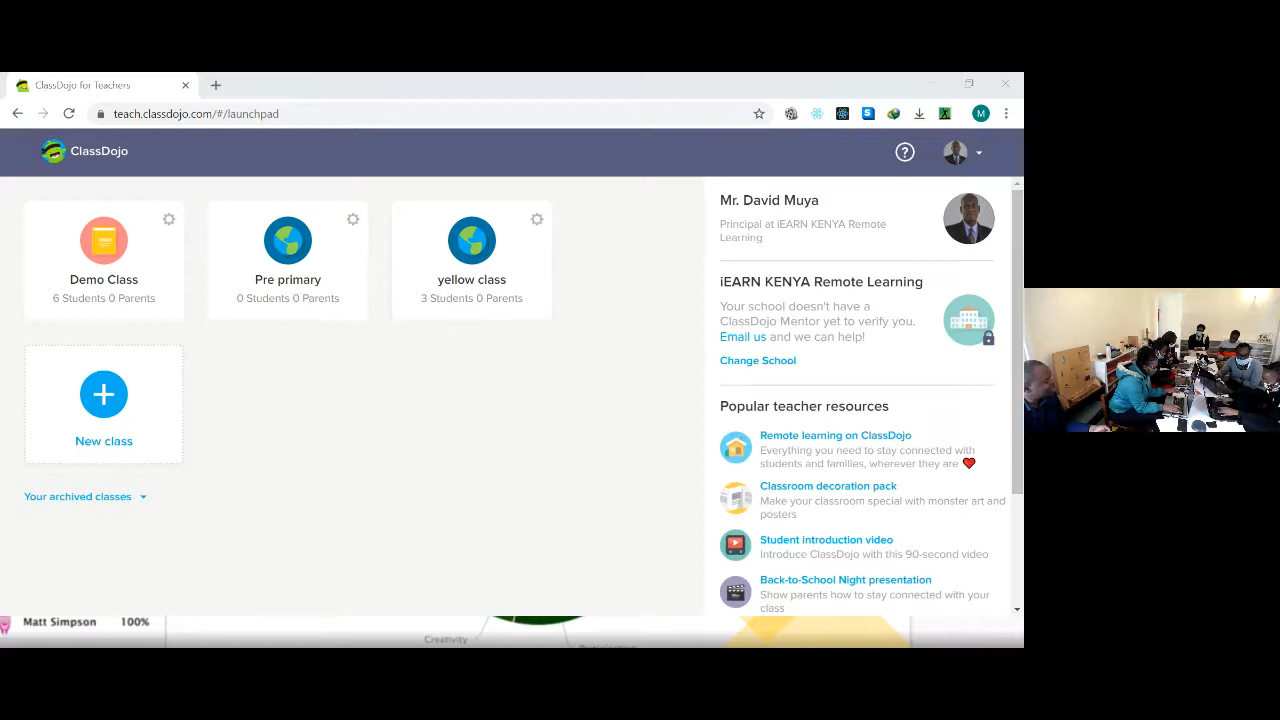 ClassDojo for Teachers
teach.classdojo.com/#/launchpad
M
ClassDojo
?
Demo Class
6 Students 0 Parents
Pre primary
0 Students 0 Parents
yellow class
3 Students 0 Parents
New class
Your archived classes
Mr. David Muya
Principal at iEARN KENYA Remote
Learning
iEARN KENYA Remote Learning
Your school doesn't have a
ClassDojo Mentor yet to verify you.
Email us and we can help!
Change School
Popular teacher resources
Remote learning on ClassDojo
Everything you need to stay connected with
students and families, wherever they are
Classroom decoration pack
Make your classroom special with monster art and
posters
Student introduction video
Introduce ClassDojo with this 90-second video
Back-to-School Night presentation
Show parents how to stay connected with your
class
Matt Simpson 100%
Creativity